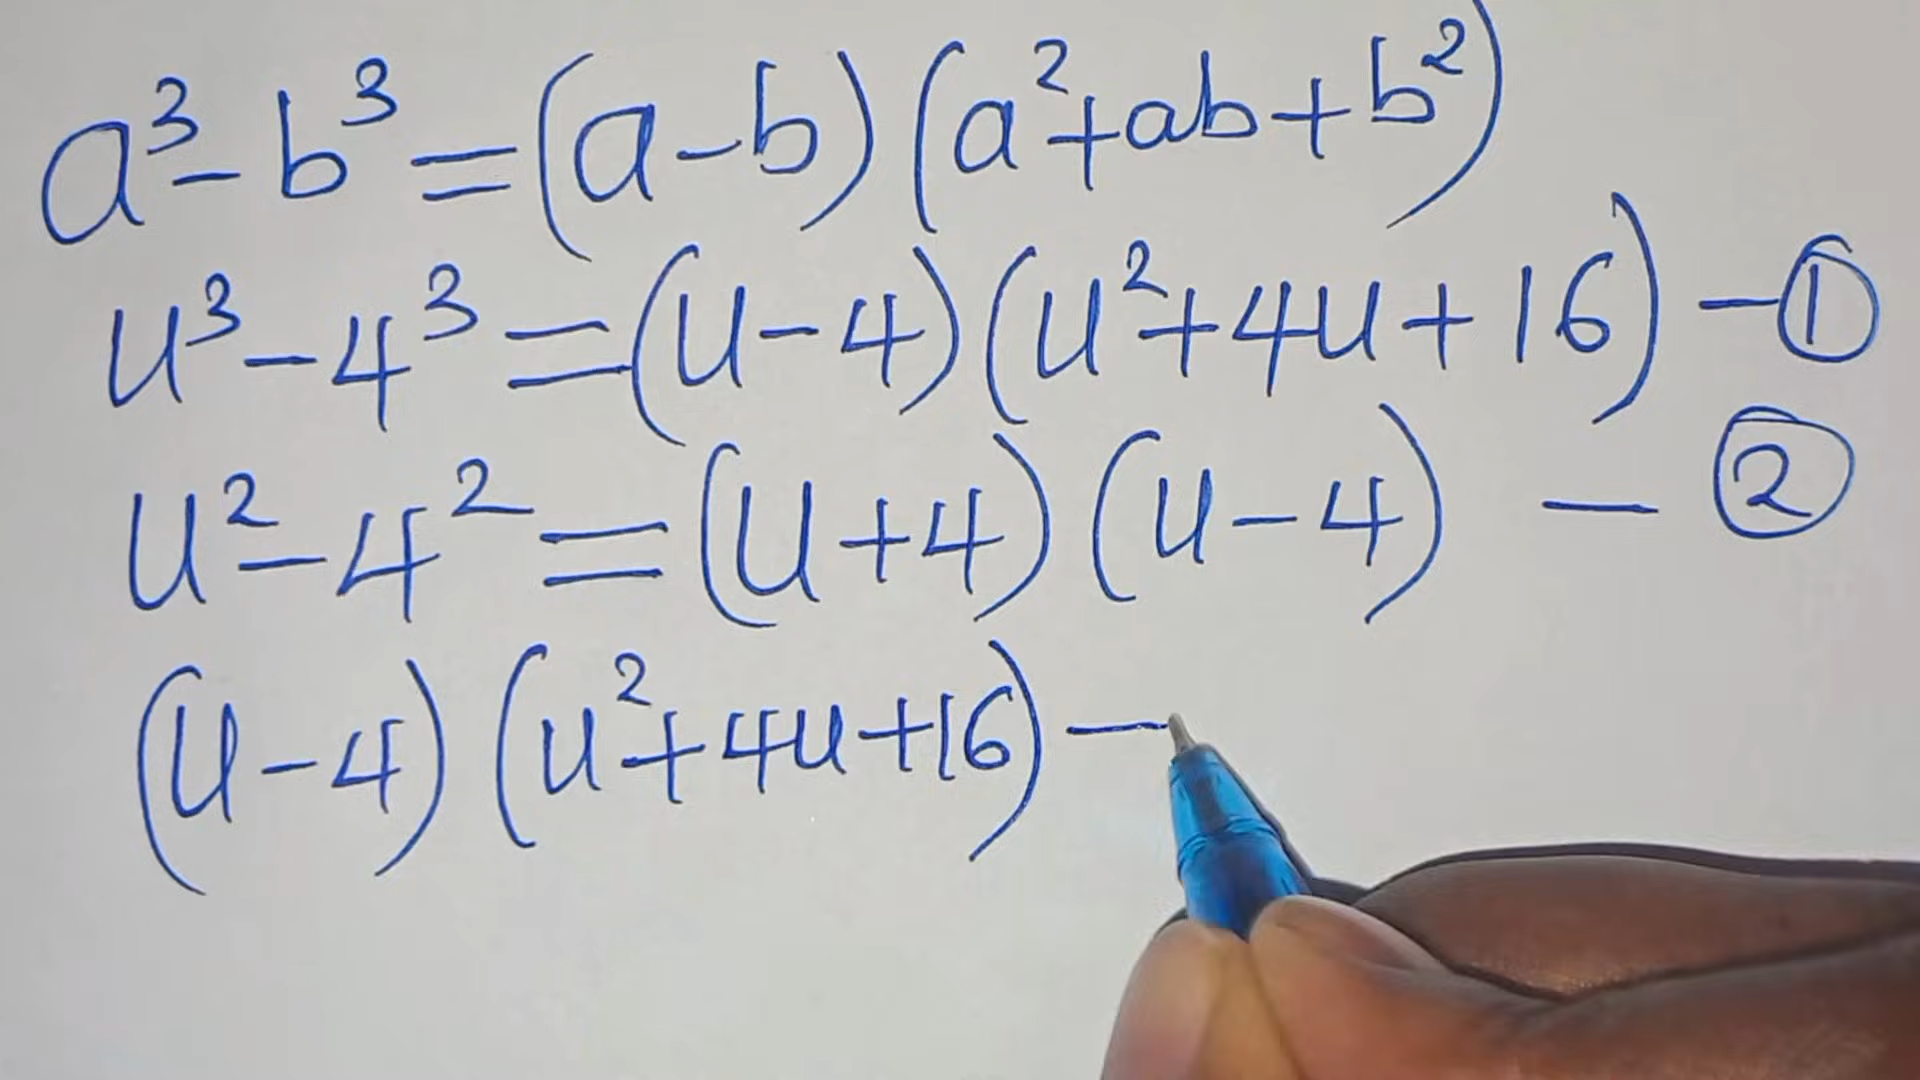 a³ - b³ = (a - b) (a² + ab + b²)
u³ - 4³ = (u - 4) (u² + 4u + 16) - ①
u² - 4² = (u + 4) (u - 4) - ②
(u - 4) (u² + 4u + 16) -